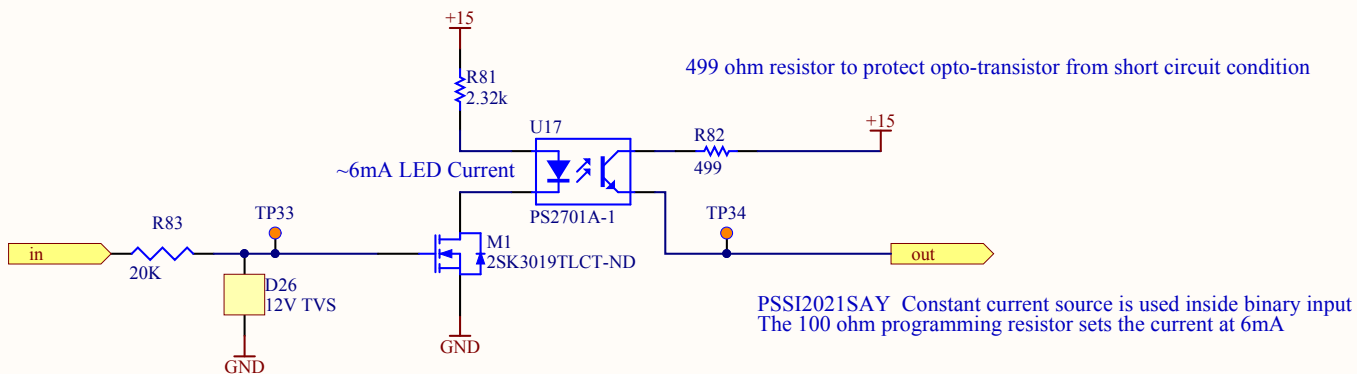 +15
R81
2.32k
499 ohm resistor to protect opto-transistor from short circuit condition
U17
+15
R82
499
~6mA LED Current
PS2701A-1
R83
TP33
TP34
in
20K
M1
2SK3019TLCT-ND
out
D26
12V TVS
PSSI2021SAY  Constant current source is used inside binary input
The 100 ohm programming resistor sets the current at 6mA
GND
GND